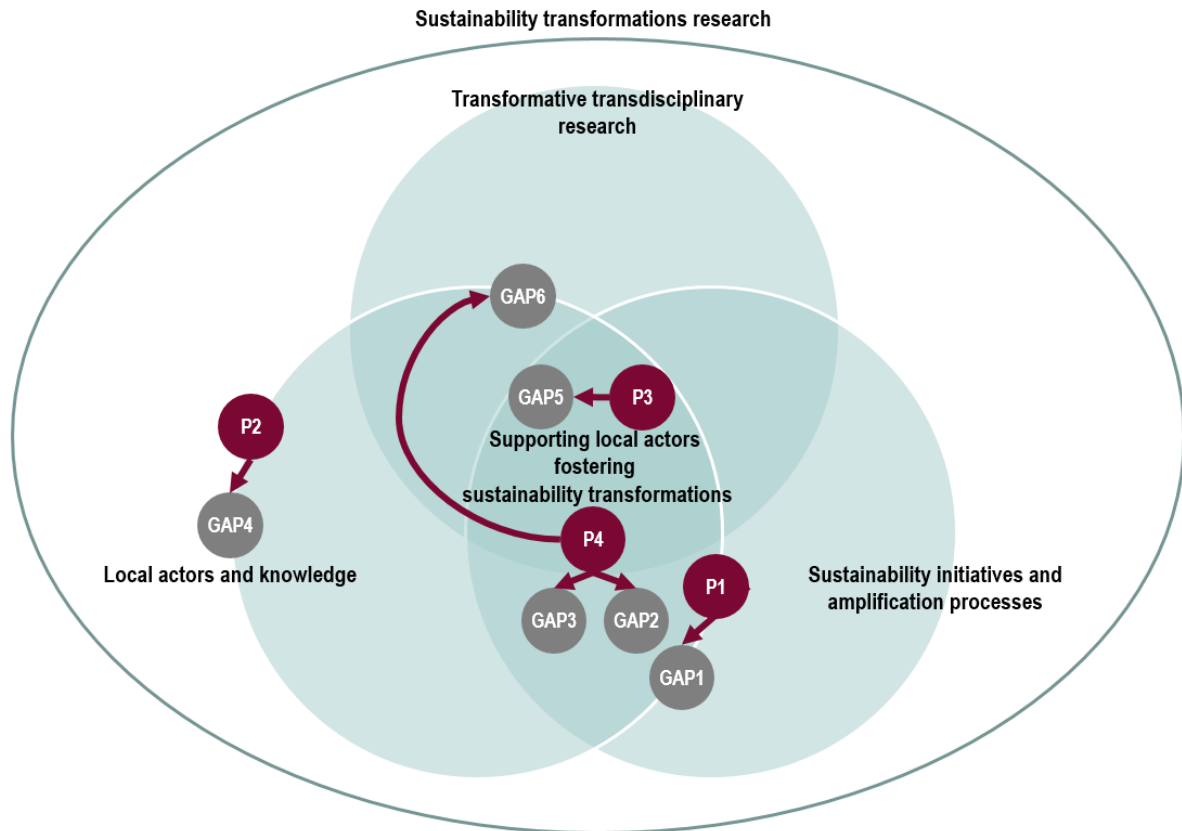 Sustainability transformations research
Transformative transdisciplinary
research
GAP6
GAP5
P3
P2
Supporting local actors
fostering
sustainability transformations
GAP4
P4
Local actors and knowledge
P1
Sustainability initiatives and
amplification processes
GAP3
GAP2
GAP1